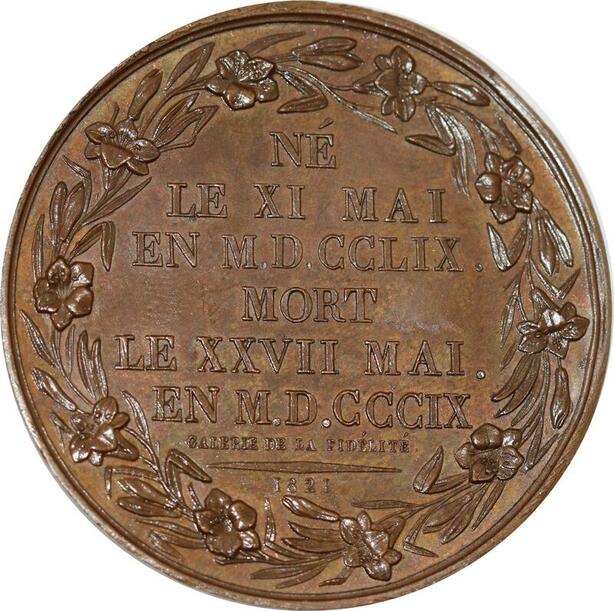 NÉ
LE XI MAI
EN M.D.CCLIX.
MORT
LE XXVII MAI.
EN M.D.CCCIX
GALERIE DE LA FIDÉLITÉ
1821